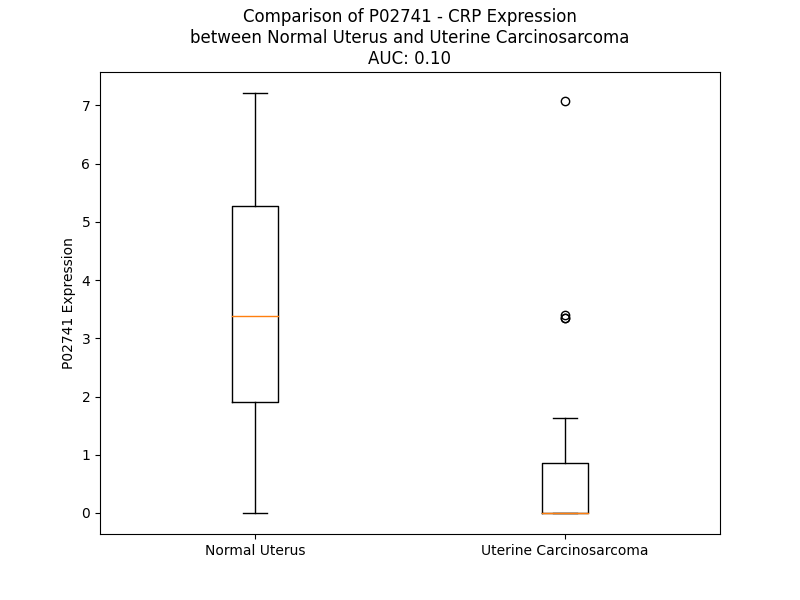 Comparison of P02741 - CRP Expression
between Normal Uterus and Uterine Carcinosarcoma
AUC: 0.10
7
6
5
4
3
2
1
0
P02741 Expression
Normal Uterus
Uterine Carcinosarcoma